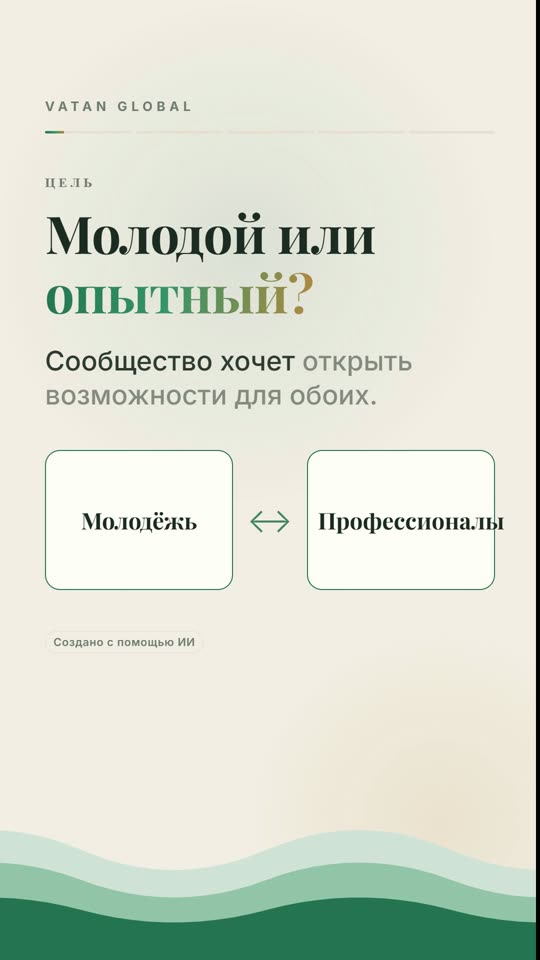 VATAN GLOBAL
ЦЕЛЬ
Молодой или
опытный?
Сообщество хочет открыть
возможности для обоих.
Молодёжь
Профессионалы
Создано с помощью ИИ